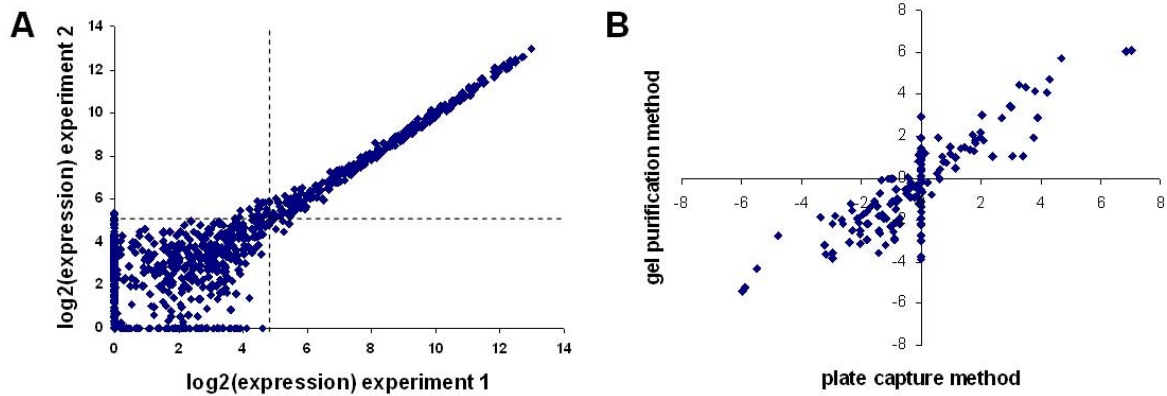 A
log2(expression) experiment 2
14
12
10
8
6
4
2
0
0 2 4 6 8 10 12 14
log2(expression) experiment 1
B
gel purification method
8
6
4
2
0
-2
-4
-6
-8
-8 -6 -4 -2 0 2 4 6 8
plate capture method